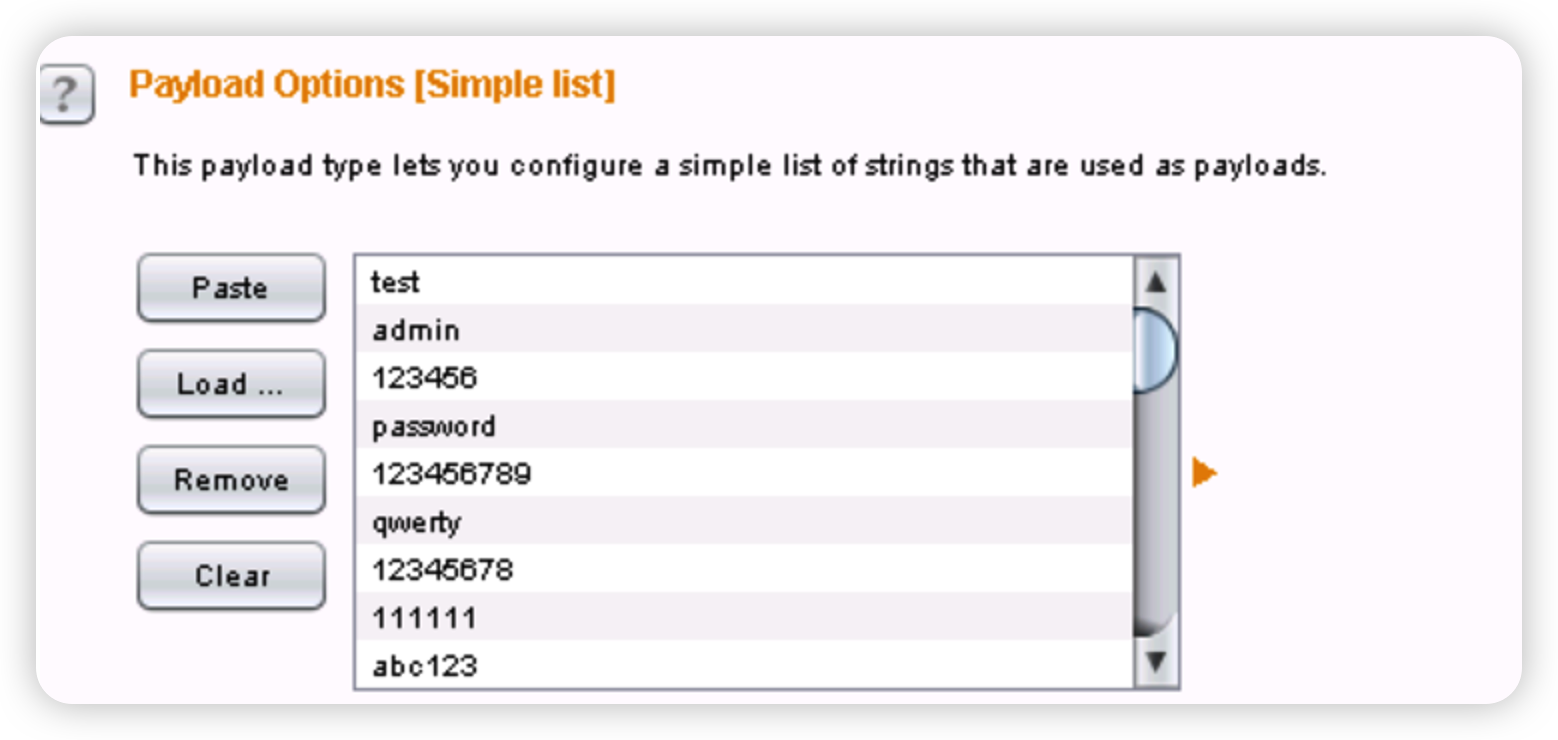 ?
Payload Options [Simple list]
This payload type lets you configure a simple list of strings that are used as payloads.
Paste
Load ...
Remove
Clear
test
admin
123456
password
123456789
qwerty
12345678
111111
abc123